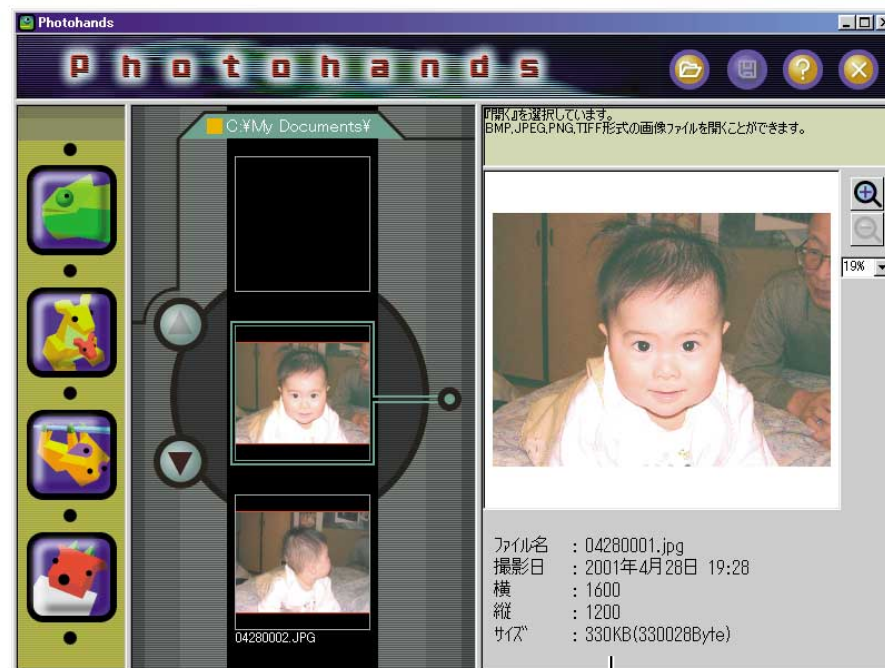 Photohands
Photohands
C:¥My Documents¥
04280002.JPG
『開く』を選択しています。
BMP,JPEG,PNG,TIFF形式の画像ファイルを開くことができます。
19%
ファイル名 : 04280001.jpg
撮影日 : 2001年4月28日 19:28
横 : 1600
縦 : 1200
サイズ : 330KB(330028Byte)